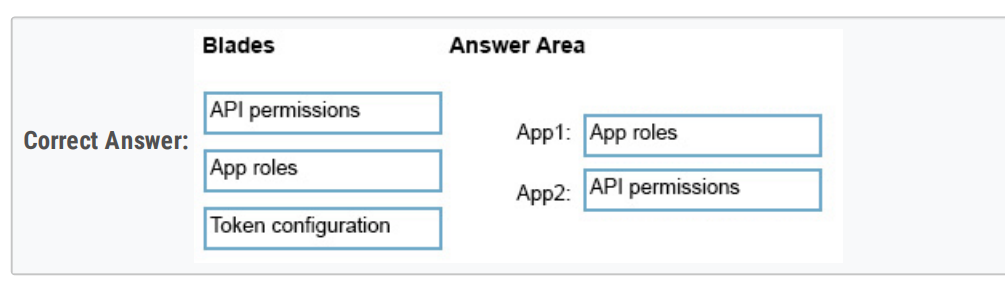 Blades
Answer Area
Correct Answer:
API permissions
App roles
Token configuration
App1: App roles
App2: API permissions